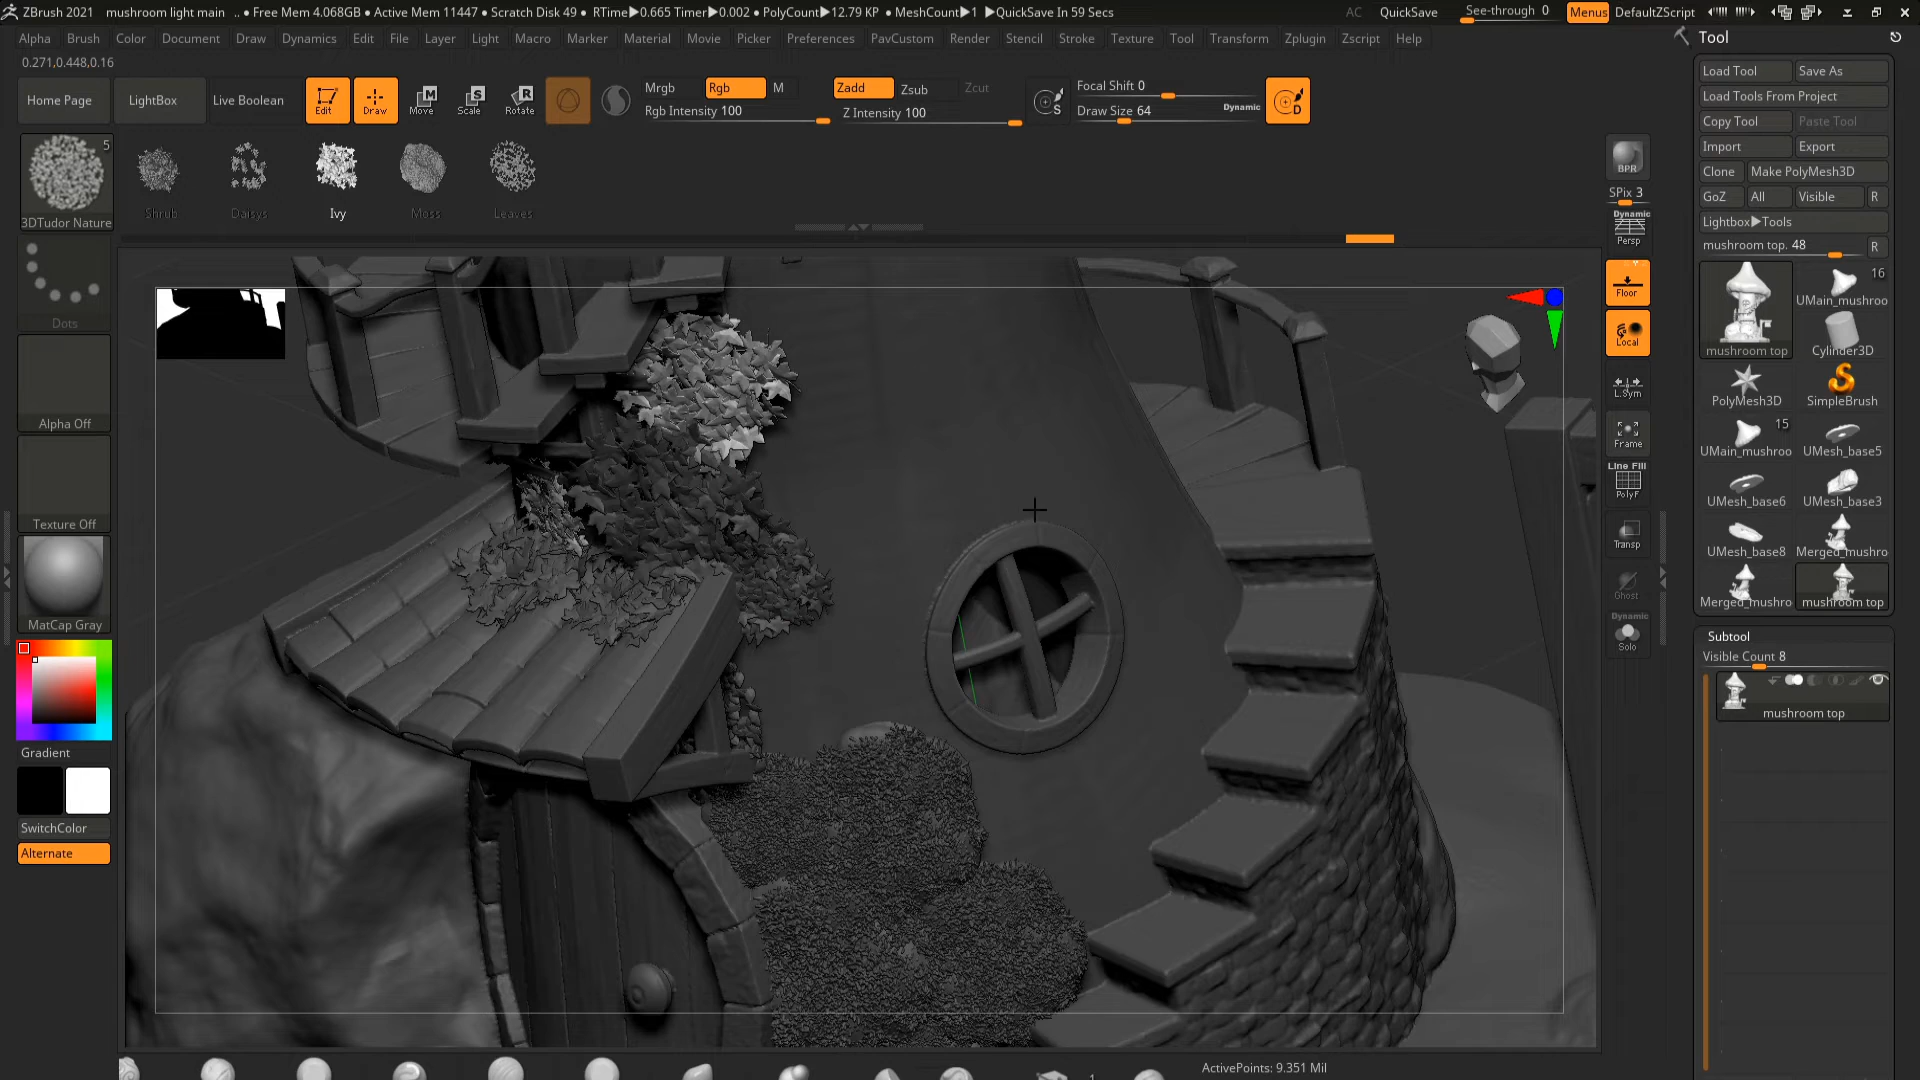 ZBrush 2021 mushroom light main .. ● Free Mem 4.068GB ● Active Mem 11447 ● Scratch Disk 49 ● RTime▶0.665 Timer▶0.002 ● PolyCount▶12.79 KP ● MeshCount▶1 ▶QuickSave In 59 Secs AC QuickSave See-through 0 Menus DefaultZScript
Alpha Brush Color Document Draw Dynamics Edit File Layer Light Macro Marker Material Movie Picker Preferences PavCustom Render Stencil Stroke Texture Tool Transform Zplugin Zscript Help
0.271,0.448,0.16
Home Page LightBox Live Boolean Edit Draw Move Scale Rotate
M S R
Mrgb Rgb M Zadd Zsub Zcut
Rgb Intensity 100 Z Intensity 100
S
Focal Shift 0
Draw Size 64 Dynamic
D
5
3DTudor Nature
Shrub Daisys Ivy Moss Leaves
Dots
Alpha Off
Texture Off
MatCap Gray
Gradient
SwitchColor
Alternate
BPR
SPix 3
Dynamic
Persp
Floor
Local
L.Sym
Frame
Line Fill
PolyF
Transp
Ghost
Dynamic
Solo
Tool
Load Tool Save As
Load Tools From Project
Copy Tool Paste Tool
Import Export
Clone Make PolyMesh3D
GoZ All Visible R
Lightbox▶Tools
mushroom top. 48 R
16
mushroom top UMain_mushroo
Cylinder3D
PolyMesh3D SimpleBrush
15
UMain_mushroo UMesh_base5
UMesh_base6 UMesh_base3
UMesh_base8 Merged_mushro
Merged_mushro mushroom top
Subtool
Visible Count 8
mushroom top
1
ActivePoints: 9.351 Mil